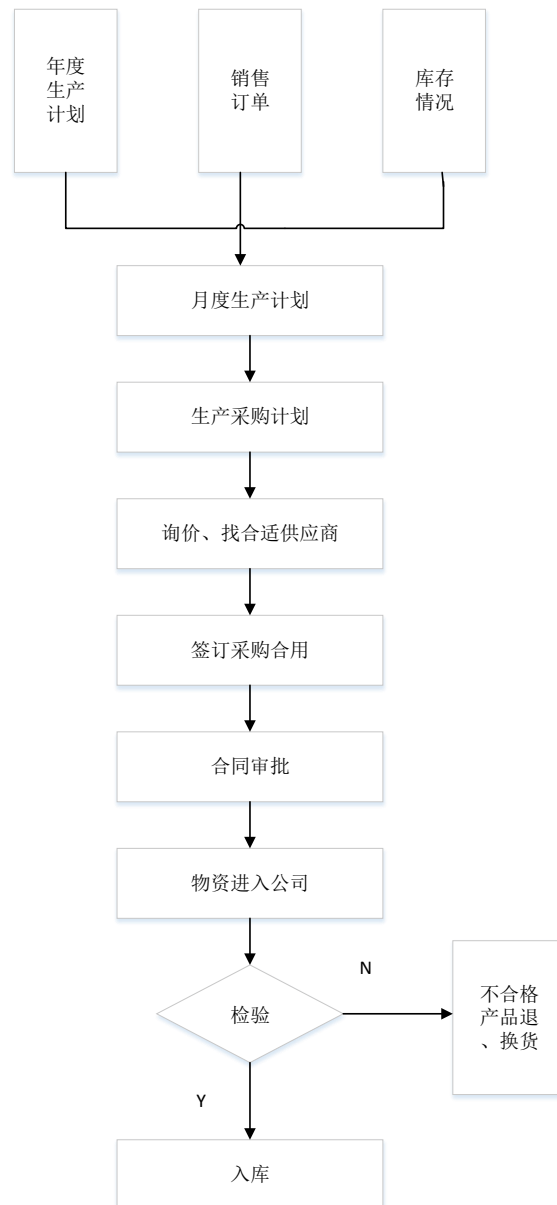 年度
生产
计划
销售
订单
库存
情况
月度生产计划
生产采购计划
询价、找合适供应商
签订采购合用
合同审批
物资进入公司
检验
N
不合格
产品退
、换货
Y
入库